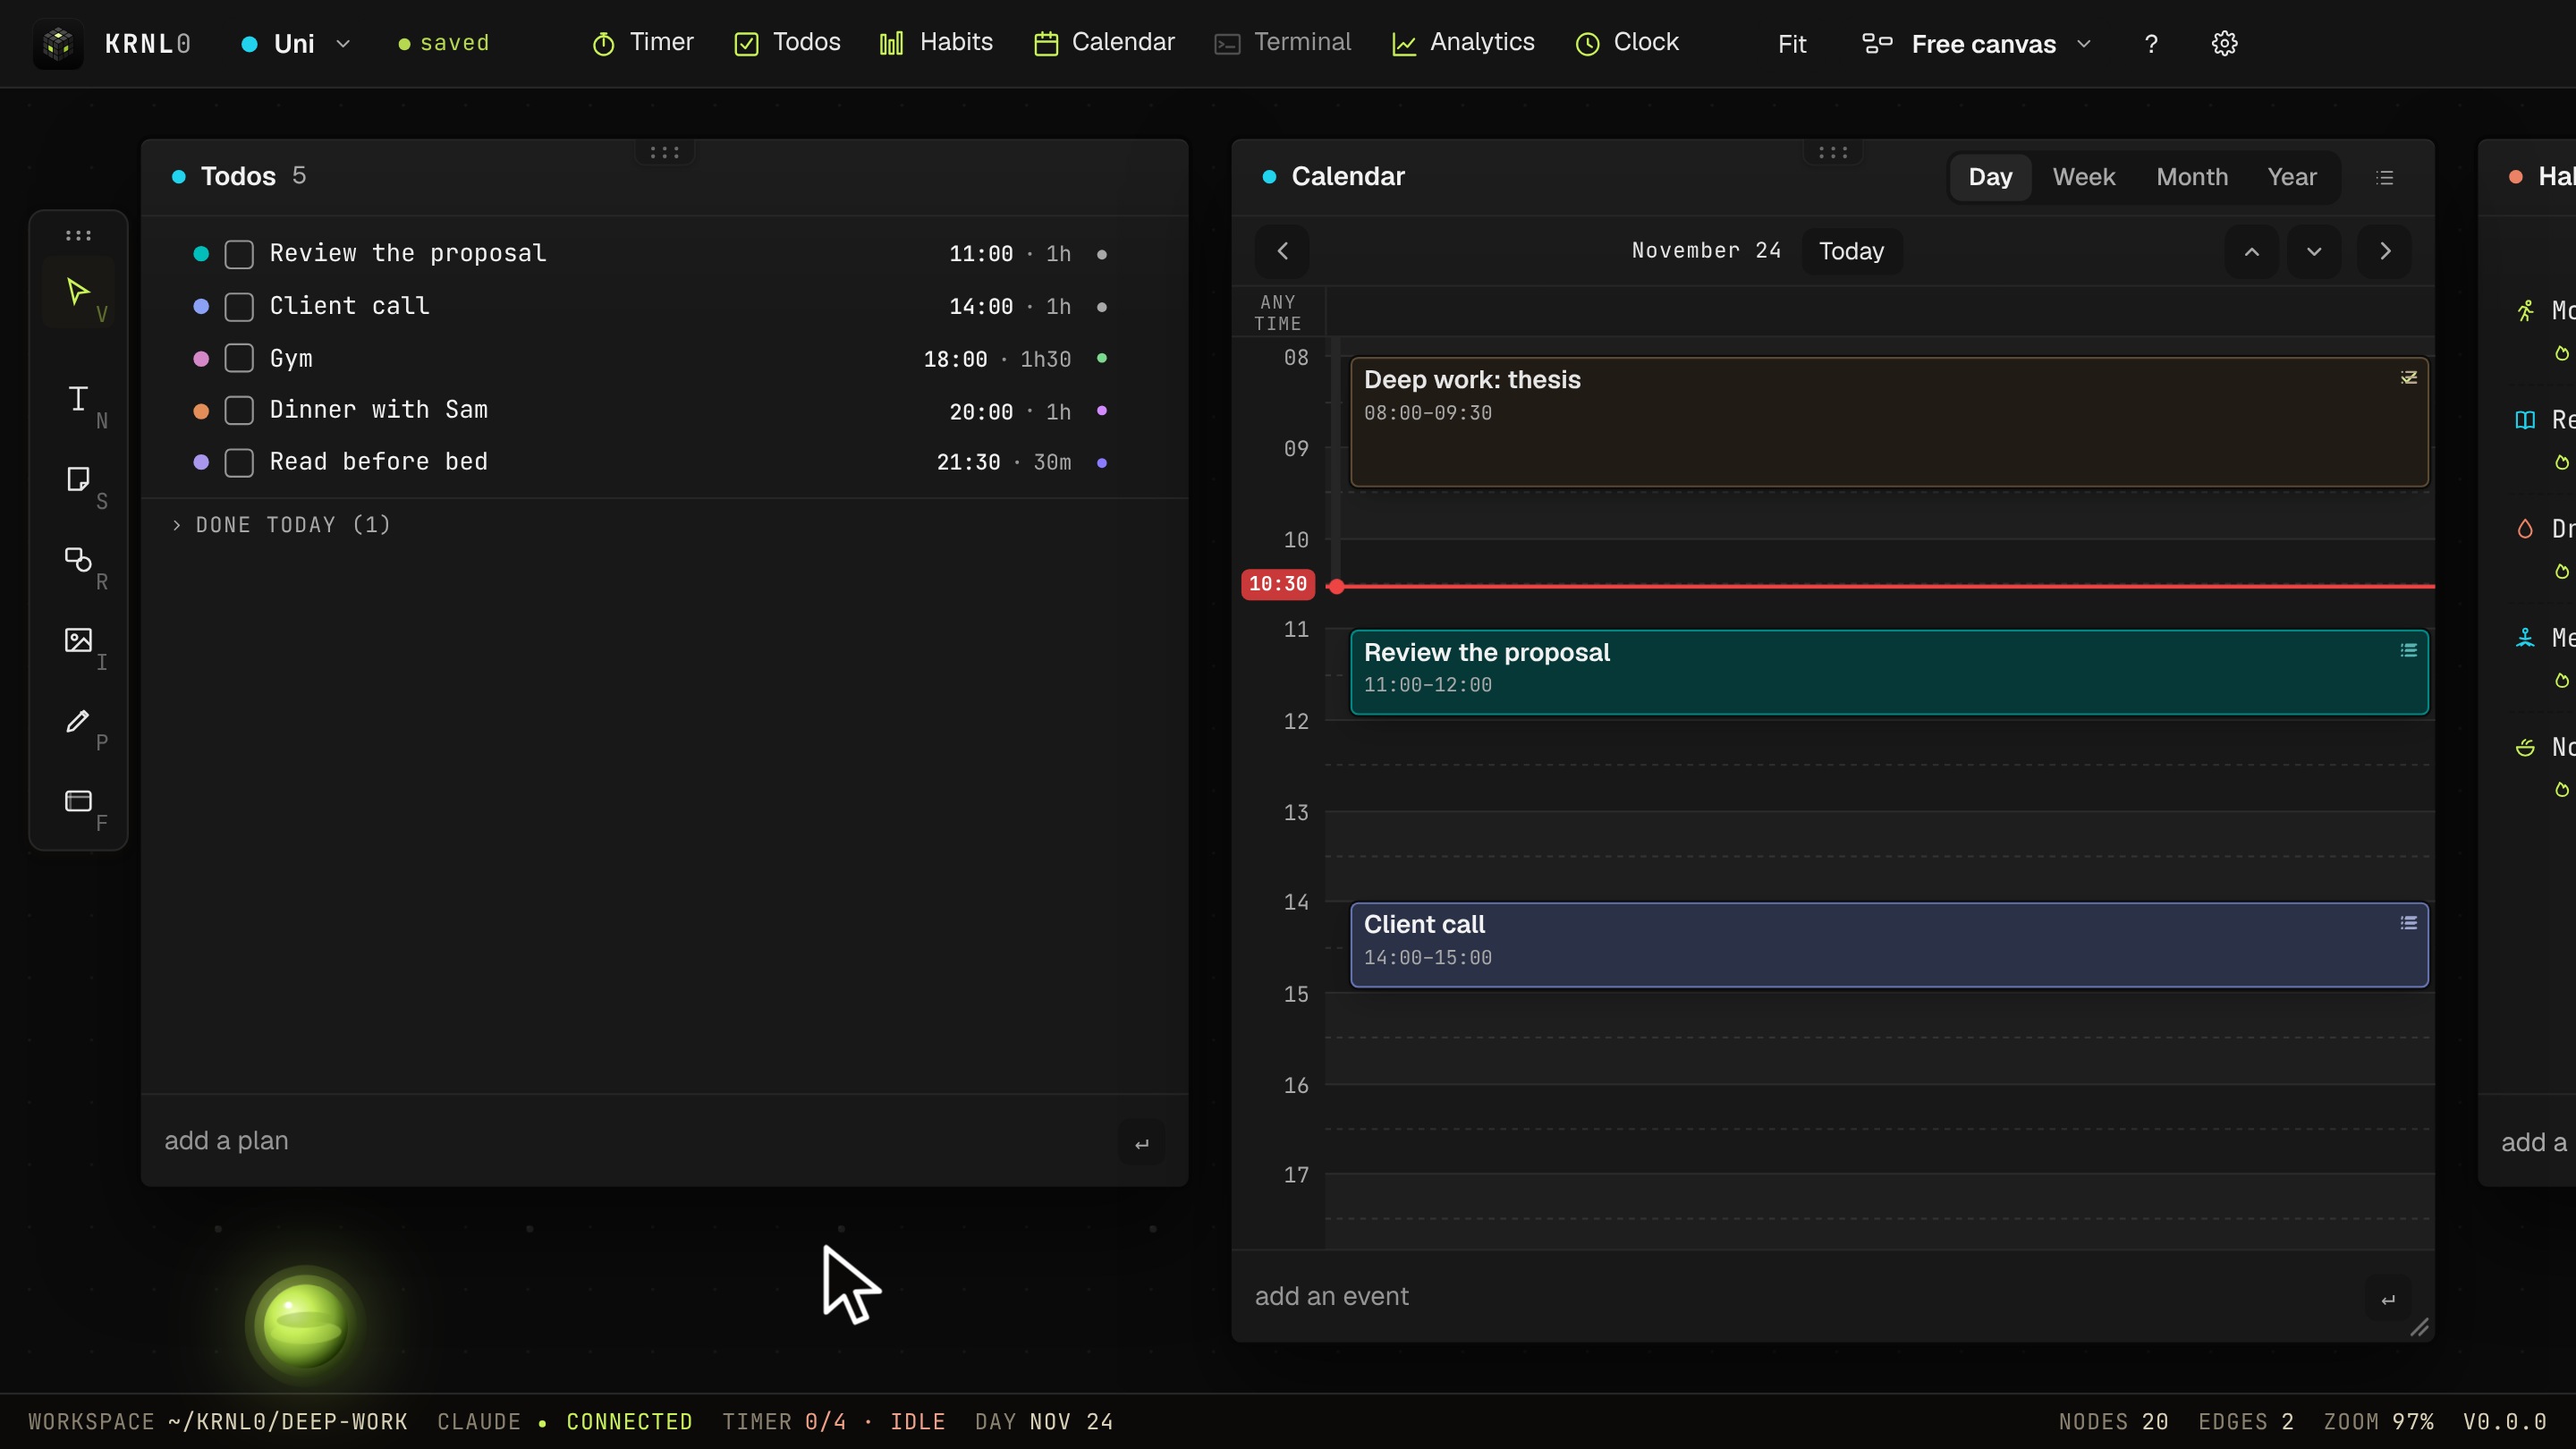 KRNL0 Uni saved Timer Todos Habits Calendar Terminal Analytics Clock Fit Free canvas ?
V
N
S
R
I
P
F
Todos 5
Review the proposal 11:00 · 1h
Client call 14:00 · 1h
Gym 18:00 · 1h30
Dinner with Sam 20:00 · 1h
Read before bed 21:30 · 30m
DONE TODAY (1)
add a plan
Calendar Day Week Month Year
November 24 Today
ANY
TIME
08
Deep work: thesis
08:00–09:30
09
10
10:30
11
Review the proposal
11:00–12:00
12
13
14
Client call
14:00–15:00
15
16
17
add an event
add a
WORKSPACE ~/KRNL0/DEEP-WORK CLAUDE • CONNECTED TIMER 0/4 · IDLE DAY NOV 24 NODES 20 EDGES 2 ZOOM 97% V0.0.0